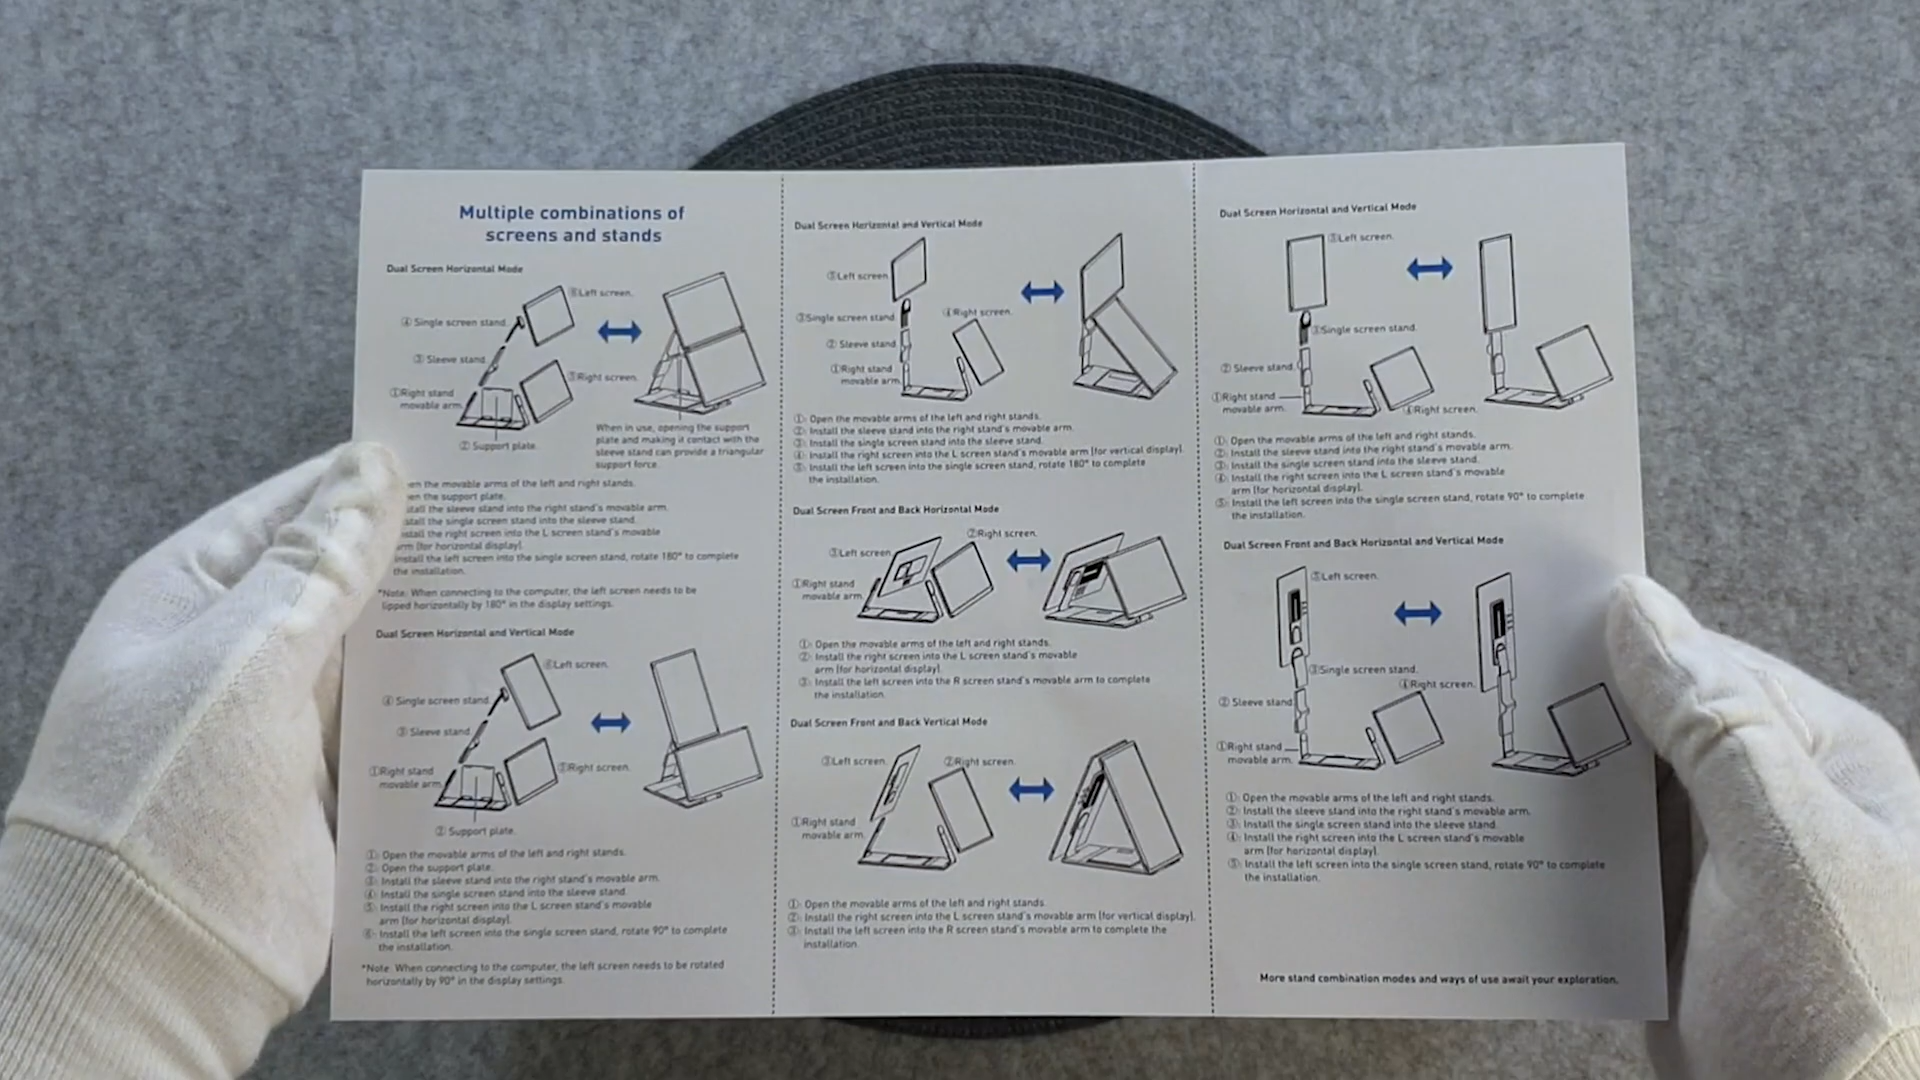 Multiple combinations of
screens and stands
Dual Screen Horizontal Mode
⑥Left screen.
④ Single screen stand.
③ Sleeve stand.
⑤Right screen.
①Right stand
movable arm.
② Support plate.
When in use, opening the support
plate and making it contact with the
sleeve stand can provide a triangular
support force.
the movable arms of the left and right stands.
the support plate.
the sleeve stand into the right stand's movable arm.
the single screen stand into the sleeve stand.
the right screen into the L screen stand's movable
arm [for horizontal display].
Install the left screen into the single screen stand, rotate 180° to complete
the installation.
*Note: When connecting to the computer, the left screen needs to be
lipped horizontally by 180° in the display settings.
Dual Screen Horizontal and Vertical Mode
⑥Left screen.
④ Single screen stand.
③ Sleeve stand.
Right screen.
①Right stand
movable arm.
② Support plate.
①: Open the movable arms of the left and right stands.
②: Open the support plate.
③: Install the sleeve stand into the right stand's movable arm.
④: Install the single screen stand into the sleeve stand.
⑤: Install the right screen into the L screen stand's movable
arm [for horizontal display].
⑥: Install the left screen into the single screen stand, rotate 90° to complete
the installation.
*Note: When connecting to the computer, the left screen needs to be rotated
horizontally by 90° in the display settings.
Dual Screen Horizontal and Vertical Mode
⑤Left screen.
③Single screen stand.
④Right screen.
② Sleeve stand.
①Right stand
movable arm.
①: Open the movable arms of the left and right stands.
②: Install the sleeve stand into the right stand's movable arm.
③: Install the single screen stand into the sleeve stand.
④: Install the right screen into the L screen stand's movable arm [for vertical display].
⑤: Install the left screen into the single screen stand, rotate 180° to complete
the installation.
Dual Screen Front and Back Horizontal Mode
②Right screen.
③Left screen.
①Right stand
movable arm.
①: Open the movable arms of the left and right stands.
②: Install the right screen into the L screen stand's movable
arm [for horizontal display].
③: Install the left screen into the R screen stand's movable arm to complete
the installation.
Dual Screen Front and Back Vertical Mode
③Left screen.
②Right screen.
①Right stand
movable arm.
①: Open the movable arms of the left and right stands.
②: Install the right screen into the L screen stand's movable arm [for vertical display].
③: Install the left screen into the R screen stand's movable arm to complete the
installation.
Dual Screen Horizontal and Vertical Mode
⑤Left screen.
③Single screen stand.
② Sleeve stand.
①Right stand
movable arm.
④Right screen.
①: Open the movable arms of the left and right stands.
②: Install the sleeve stand into the right stand's movable arm.
③: Install the single screen stand into the sleeve stand.
④: Install the right screen into the L screen stand's movable
arm [for horizontal display].
⑤: Install the left screen into the single screen stand, rotate 90° to complete
the installation.
Dual Screen Front and Back Horizontal and Vertical Mode
⑤Left screen.
③Single screen stand.
④Right screen.
② Sleeve stand.
①Right stand
movable arm.
①: Open the movable arms of the left and right stands.
②: Install the sleeve stand into the right stand's movable arm.
③: Install the single screen stand into the sleeve stand.
④: Install the right screen into the L screen stand's movable
arm [for horizontal display].
⑤: Install the left screen into the single screen stand, rotate 90° to complete
the installation.
More stand combination modes and ways of use await your exploration.